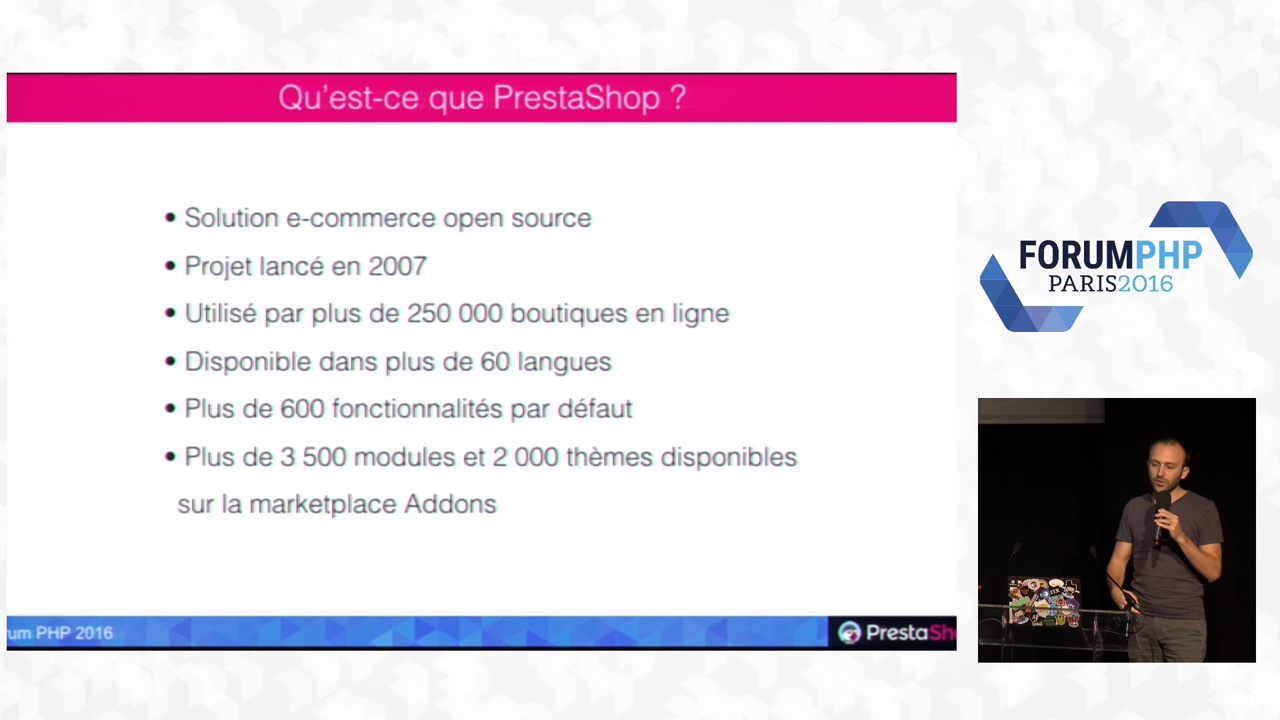 Qu'est-ce que PrestaShop ?
• Solution e-commerce open source
• Projet lancé en 2007
• Utilisé par plus de 250 000 boutiques en ligne
• Disponible dans plus de 60 langues
• Plus de 600 fonctionnalités par défaut
• Plus de 3 500 modules et 2 000 thèmes disponibles
sur la marketplace Addons
um PHP 2016
PrestaSh
FORUMPHP
PARIS2016